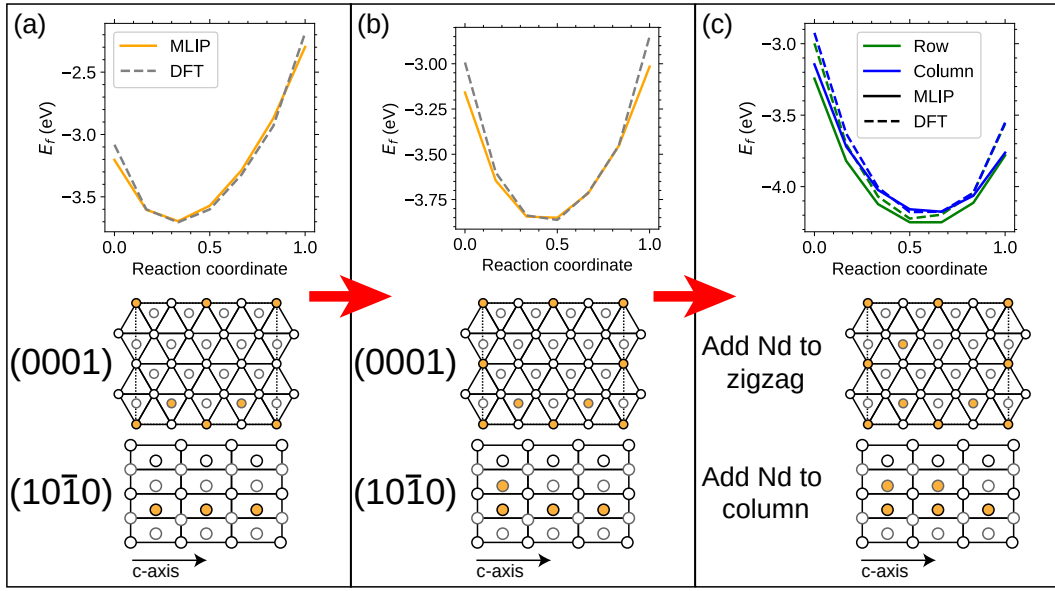 (a)
MLIP
DFT
E_f (eV)
−2.5
−3.0
−3.5
0.0 0.5 1.0
Reaction coordinate
(0001)
(101̄0)
c-axis
(b)
E_f (eV)
−3.00
−3.25
−3.50
−3.75
0.0 0.5 1.0
Reaction coordinate
(0001)
(101̄0)
c-axis
(c)
Row
Column
MLIP
DFT
E_f (eV)
−3.0
−3.5
−4.0
0.0 0.5 1.0
Reaction coordinate
Add Nd to
zigzag
Add Nd to
column
c-axis